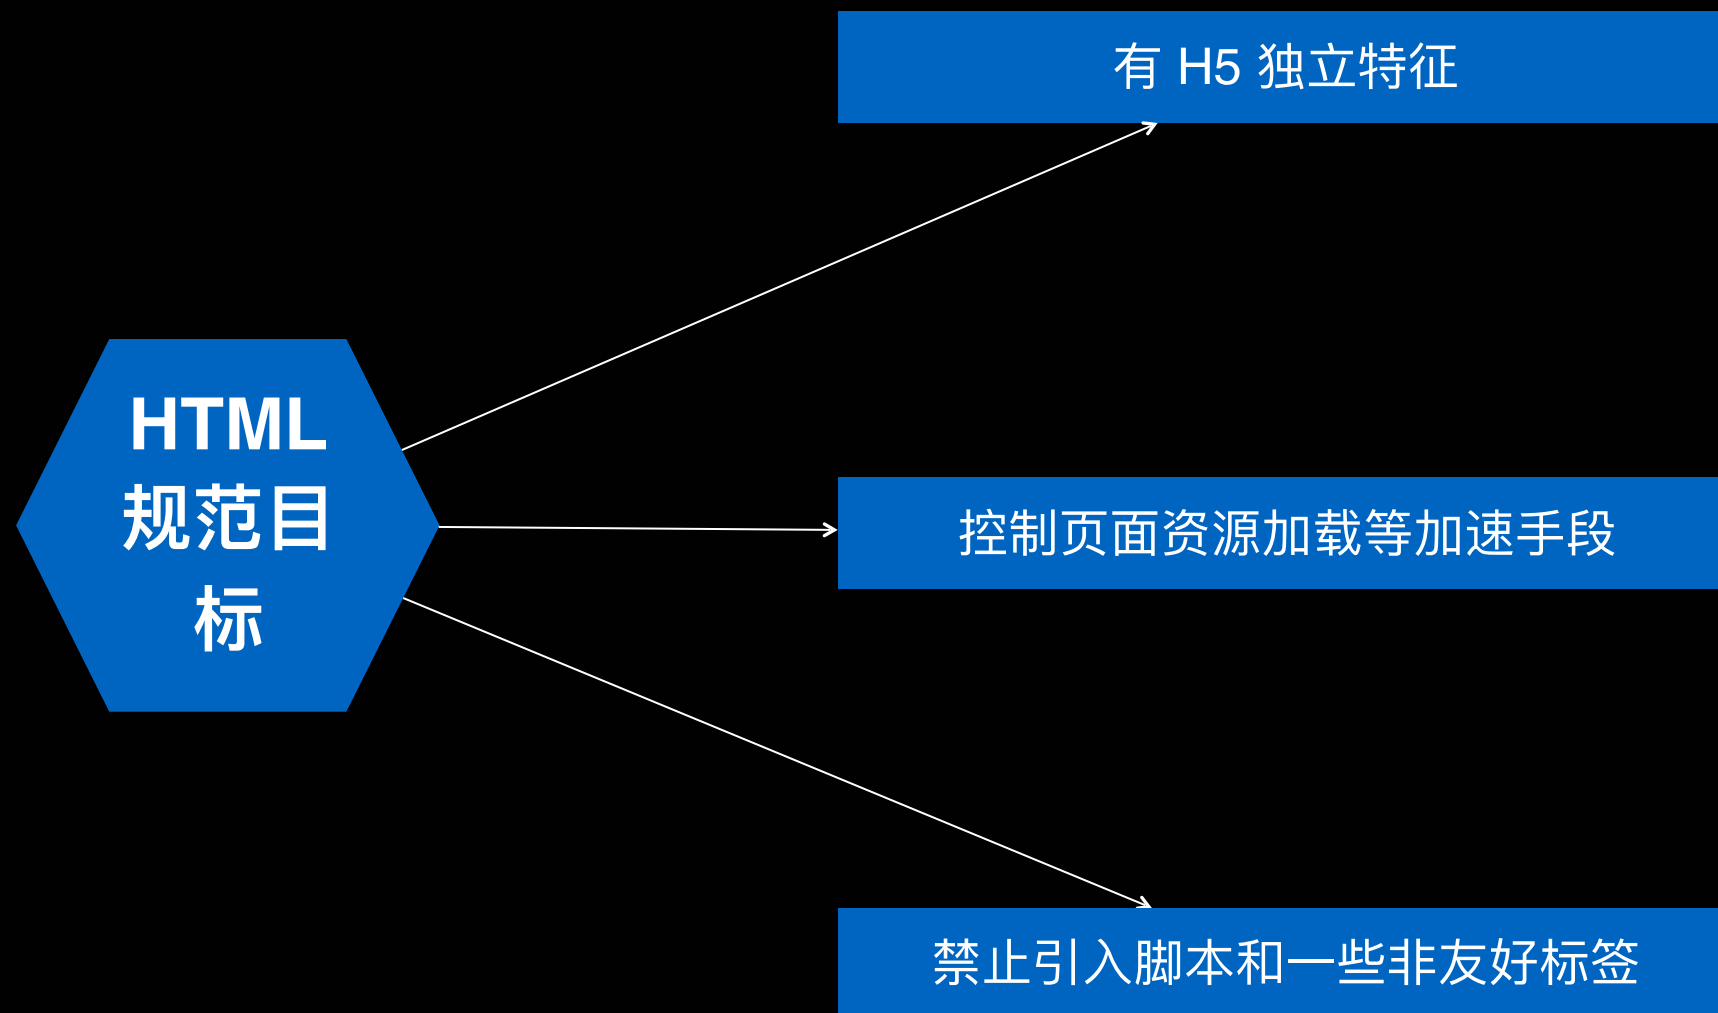 有 H5 独立特征
HTML
规范目
标
控制页面资源加载等加速手段
禁止引入脚本和一些非友好标签